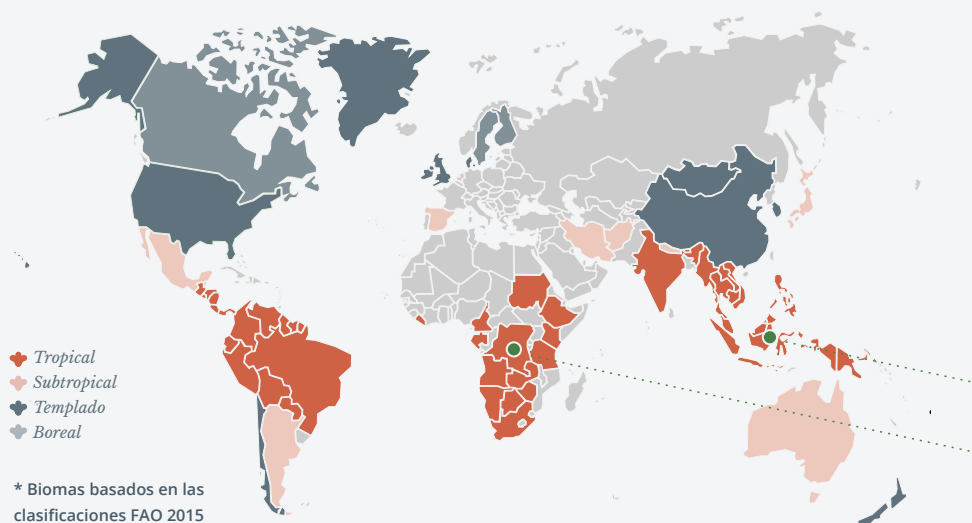 Tropical
Subtropical
Templado
Boreal
* Biomas basados en las
clasificaciones FAO 2015